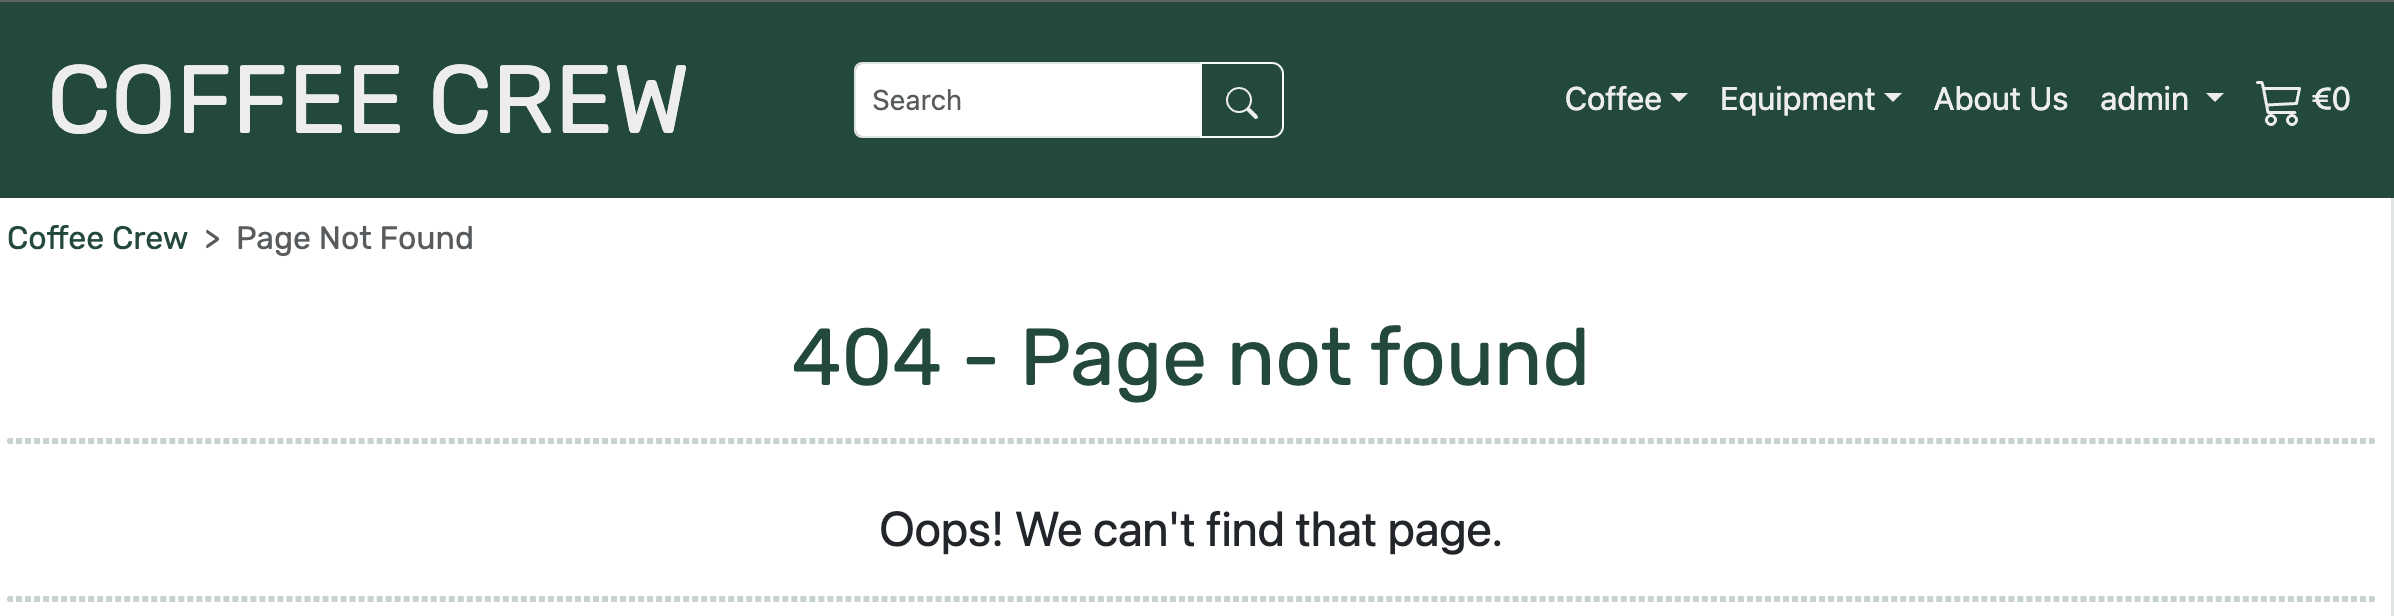 COFFEE CREW
Search
Coffee Equipment About Us admin €0
Coffee Crew > Page Not Found
404 - Page not found
Oops! We can't find that page.